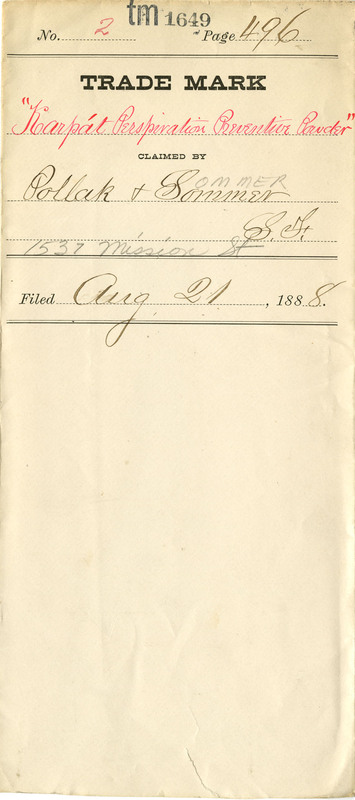 tm 1649
No. 2 " Page 496
TRADE MARK
"Karpát Perspiration Preventive Powder"
CLAIMED BY
OMMER
Pollak & Sommer
S. F.
1537 Mission St
Filed Aug 21, 1888.